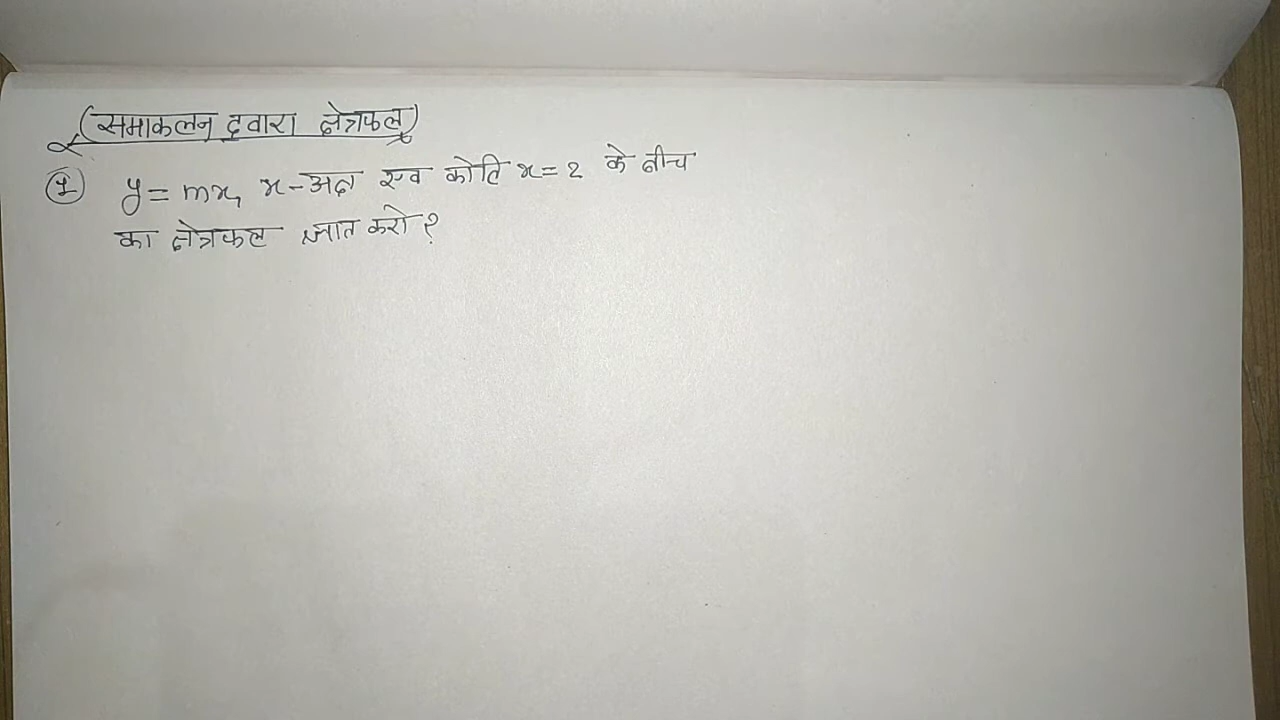 (समाकलन द्वारा क्षेत्रफल)
① y = mx, x-अक्ष एव कोटि x = 2 के बीच
का क्षेत्रफल ज्ञात करो ?